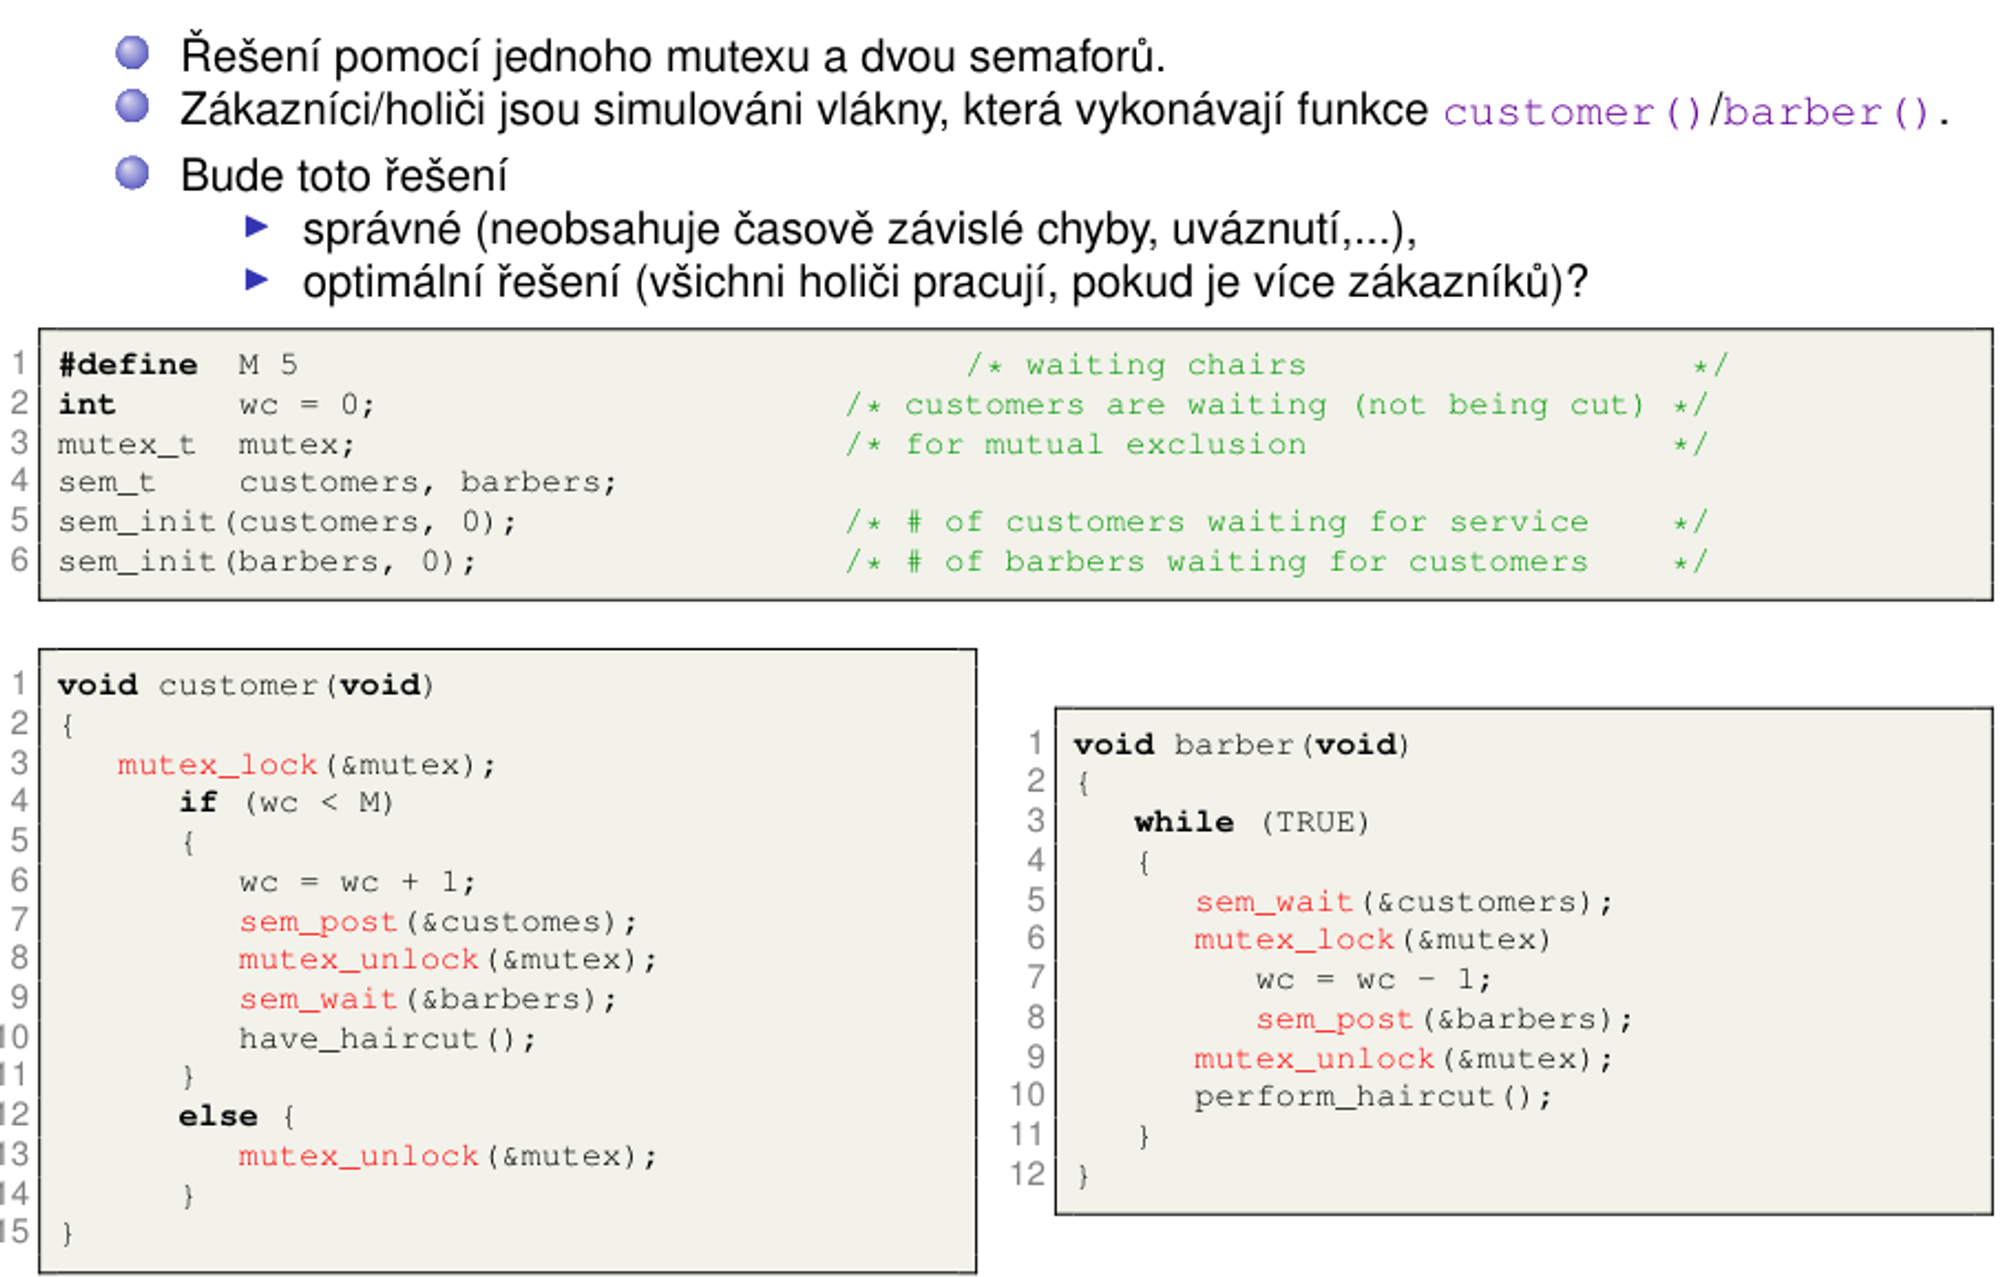 Řešení pomocí jednoho mutexu a dvou semaforů.
Zákazníci/holiči jsou simulováni vlákny, která vykonávají funkce customer()/barber().
Bude toto řešení
správné (neobsahuje časově závislé chyby, uváznutí,...),
optimální řešení (všichni holiči pracují, pokud je více zákazníků)?
1 #define M 5 /* waiting chairs */
2 int wc = 0; /* customers are waiting (not being cut) */
3 mutex_t mutex; /* for mutual exclusion */
4 sem_t customers, barbers;
5 sem_init(customers, 0); /* # of customers waiting for service */
6 sem_init(barbers, 0); /* # of barbers waiting for customers */
1 void customer(void)
2 {
3 mutex_lock(&mutex);
4 if (wc < M)
5 {
6 wc = wc + 1;
7 sem_post(&customes);
8 mutex_unlock(&mutex);
9 sem_wait(&barbers);
10 have_haircut();
11 }
12 else {
13 mutex_unlock(&mutex);
14 }
15 }
1 void barber(void)
2 {
3 while (TRUE)
4 {
5 sem_wait(&customers);
6 mutex_lock(&mutex)
7 wc = wc - 1;
8 sem_post(&barbers);
9 mutex_unlock(&mutex);
10 perform_haircut();
11 }
12 }